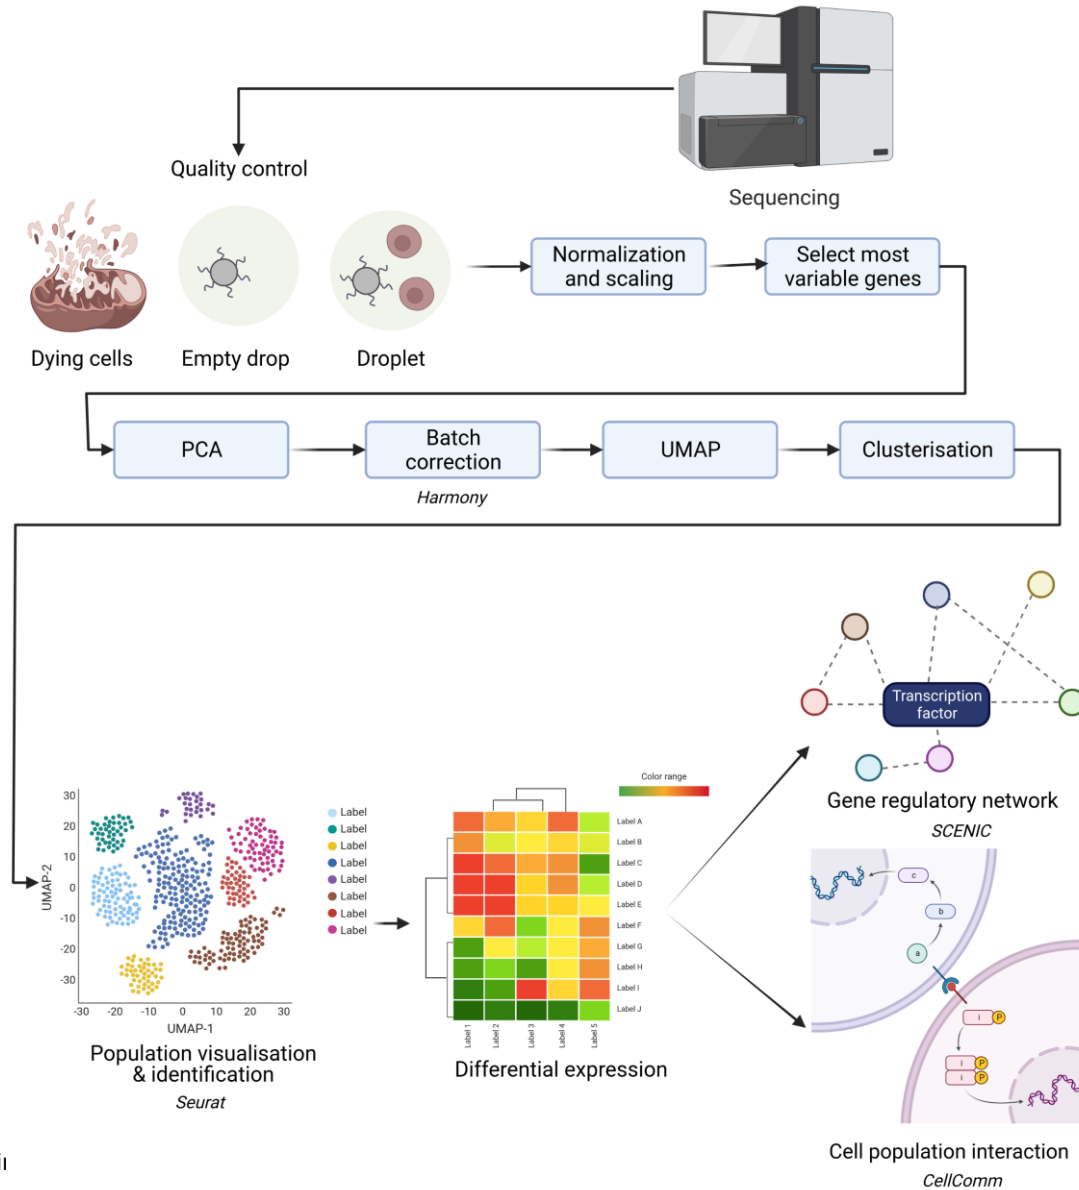 Sequencing
Quality control
Dying cells
Empty drop
Droplet
Normalization
and scaling
Select most
variable genes
PCA
Batch
correction
Harmony
UMAP
Clusterisation
30
20
10
0
-10
-20
-30
UMAP-2
-30
-20
-10
0
10
20
30
UMAP-1
Label
Label
Label
Label
Label
Label
Label
Label
Population visualisation
& identification
Seurat
Color range
Label A
Label B
Label C
Label D
Label E
Label F
Label G
Label H
Label I
Label J
Label 1
Label 2
Label 3
Label 4
Label 5
Differential expression
Transcription
factor
Gene regulatory network
SCENIC
c
b
a
i
P
i
P
i
P
Cell population interaction
CellComm